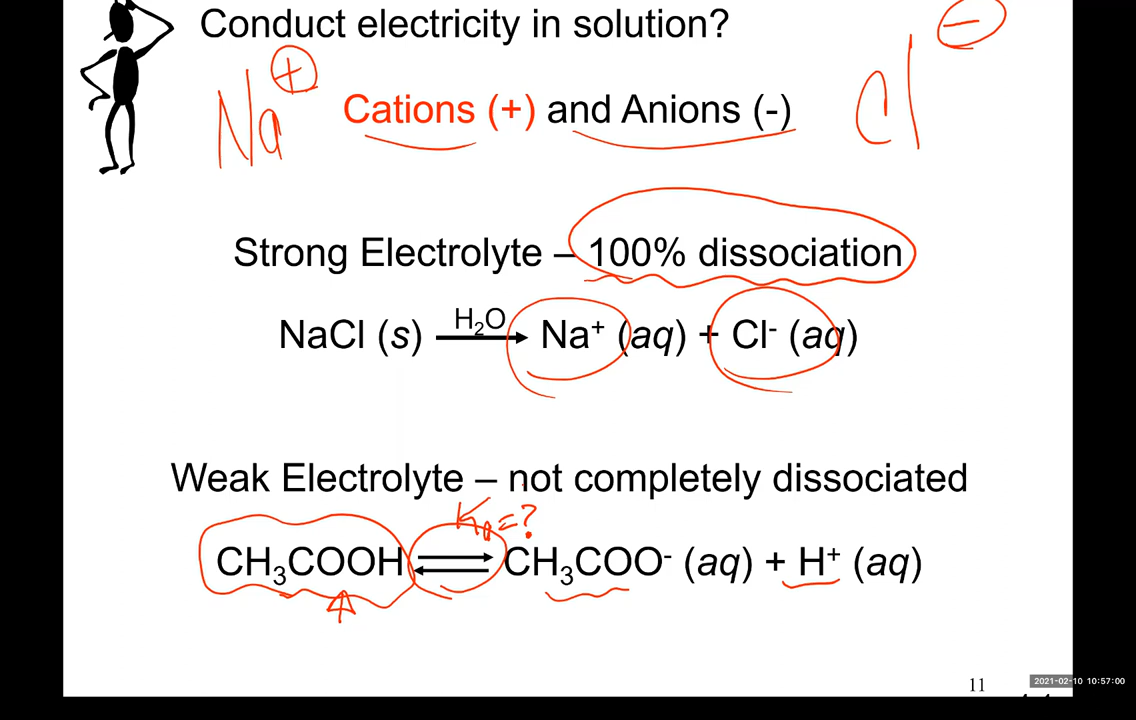 Conduct electricity in solution?
Na⊕ Cl⊖
Cations (+) and Anions (-)
Strong Electrolyte – 100% dissociation
H₂O
NaCl (s) → Na⁺ (aq) + Cl⁻ (aq)
Weak Electrolyte – not completely dissociated
=?
CH₃COOH ⇌ CH₃COO⁻ (aq) + H⁺ (aq)
11
2021-02-10 10:57:00